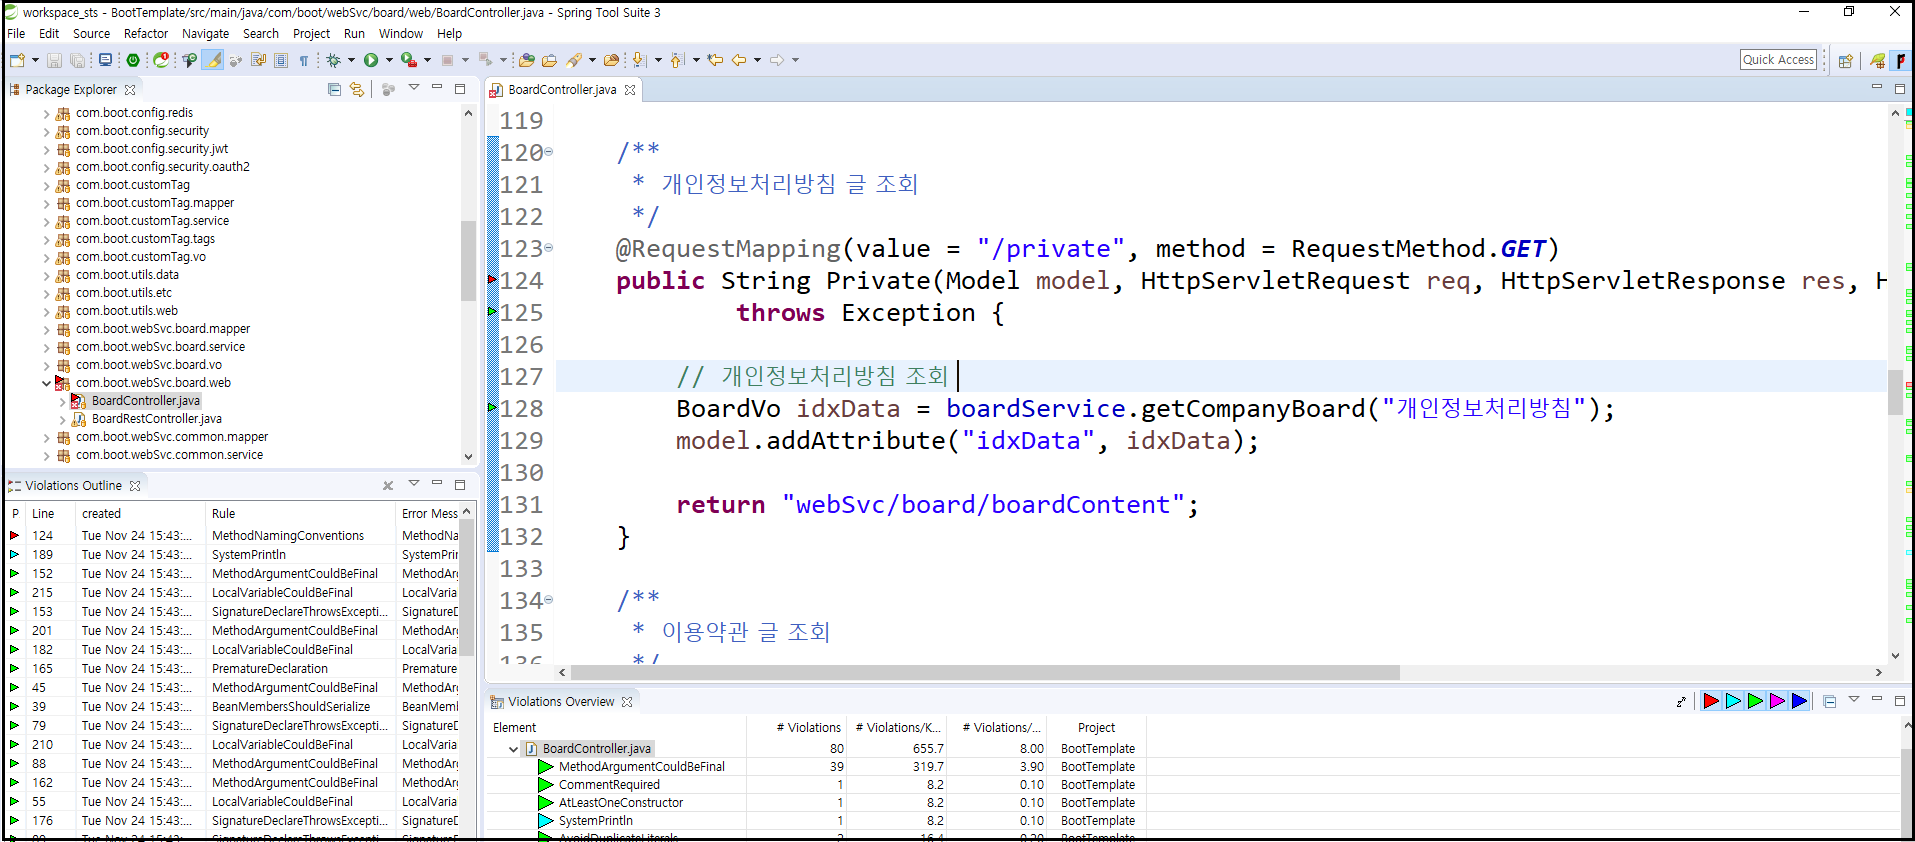 workspace_sts - BootTemplate/src/main/java/com/boot/webSvc/board/web/BoardController.java - Spring Tool Suite 3
File Edit Source Refactor Navigate Search Project Run Window Help
Quick Access
Package Explorer
com.boot.config.redis
com.boot.config.security
com.boot.config.security.jwt
com.boot.config.security.oauth2
com.boot.customTag
com.boot.customTag.mapper
com.boot.customTag.service
com.boot.customTag.tags
com.boot.customTag.vo
com.boot.utils.data
com.boot.utils.etc
com.boot.utils.web
com.boot.webSvc.board.mapper
com.boot.webSvc.board.service
com.boot.webSvc.board.vo
com.boot.webSvc.board.web
BoardController.java
BoardRestController.java
com.boot.webSvc.common.mapper
com.boot.webSvc.common.service
BoardController.java
119
120 /**
121 * 개인정보처리방침 글 조회
122 */
123 @RequestMapping(value = "/private", method = RequestMethod.GET)
124 public String Private(Model model, HttpServletRequest req, HttpServletResponse res, H
125 throws Exception {
126
127 // 개인정보처리방침 조회
128 BoardVo idxData = boardService.getCompanyBoard("개인정보처리방침");
129 model.addAttribute("idxData", idxData);
130
131 return "webSvc/board/boardContent";
132 }
133
134 /**
135 * 이용약관 글 조회
136 */
Violations Outline
P Line created Rule Error Mess
124 Tue Nov 24 15:43:... MethodNamingConventions MethodNa
189 Tue Nov 24 15:43:... SystemPrintln SystemPrin
152 Tue Nov 24 15:43:... MethodArgumentCouldBeFinal MethodArg
215 Tue Nov 24 15:43:... LocalVariableCouldBeFinal LocalVaria
153 Tue Nov 24 15:43:... SignatureDeclareThrowsExcepti... SignatureD
201 Tue Nov 24 15:43:... MethodArgumentCouldBeFinal MethodArg
182 Tue Nov 24 15:43:... LocalVariableCouldBeFinal LocalVaria
165 Tue Nov 24 15:43:... PrematureDeclaration Premature
45 Tue Nov 24 15:43:... MethodArgumentCouldBeFinal MethodArg
39 Tue Nov 24 15:43:... BeanMembersShouldSerialize BeanMemb
79 Tue Nov 24 15:43:... SignatureDeclareThrowsExcepti... SignatureD
210 Tue Nov 24 15:43:... LocalVariableCouldBeFinal LocalVaria
88 Tue Nov 24 15:43:... MethodArgumentCouldBeFinal MethodArg
162 Tue Nov 24 15:43:... MethodArgumentCouldBeFinal MethodArg
55 Tue Nov 24 15:43:... LocalVariableCouldBeFinal LocalVaria
176 Tue Nov 24 15:43:... SignatureDeclareThrowsExcepti... SignatureD
Violations Overview
Element # Violations # Violations/K... # Violations/... Project
BoardController.java 80 655.7 8.00 BootTemplate
MethodArgumentCouldBeFinal 39 319.7 3.90 BootTemplate
CommentRequired 1 8.2 0.10 BootTemplate
AtLeastOneConstructor 1 8.2 0.10 BootTemplate
SystemPrintln 1 8.2 0.10 BootTemplate
AvoidDuplicateLiterals 2 16.4 0.20 BootTemplate